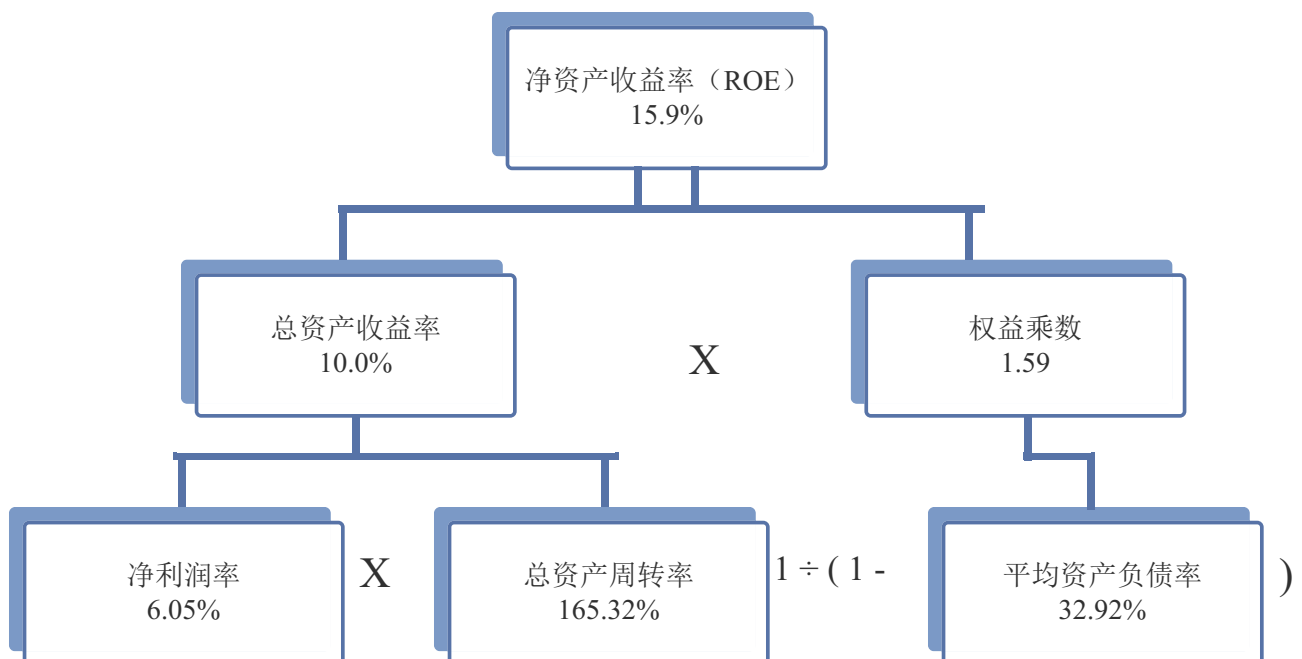 净资产收益率（ROE）
15.9%
总资产收益率
10.0%
X
权益乘数
1.59
净利润率
6.05%
X
总资产周转率
165.32%
1 ÷ ( 1 -
平均资产负债率
32.92%
)